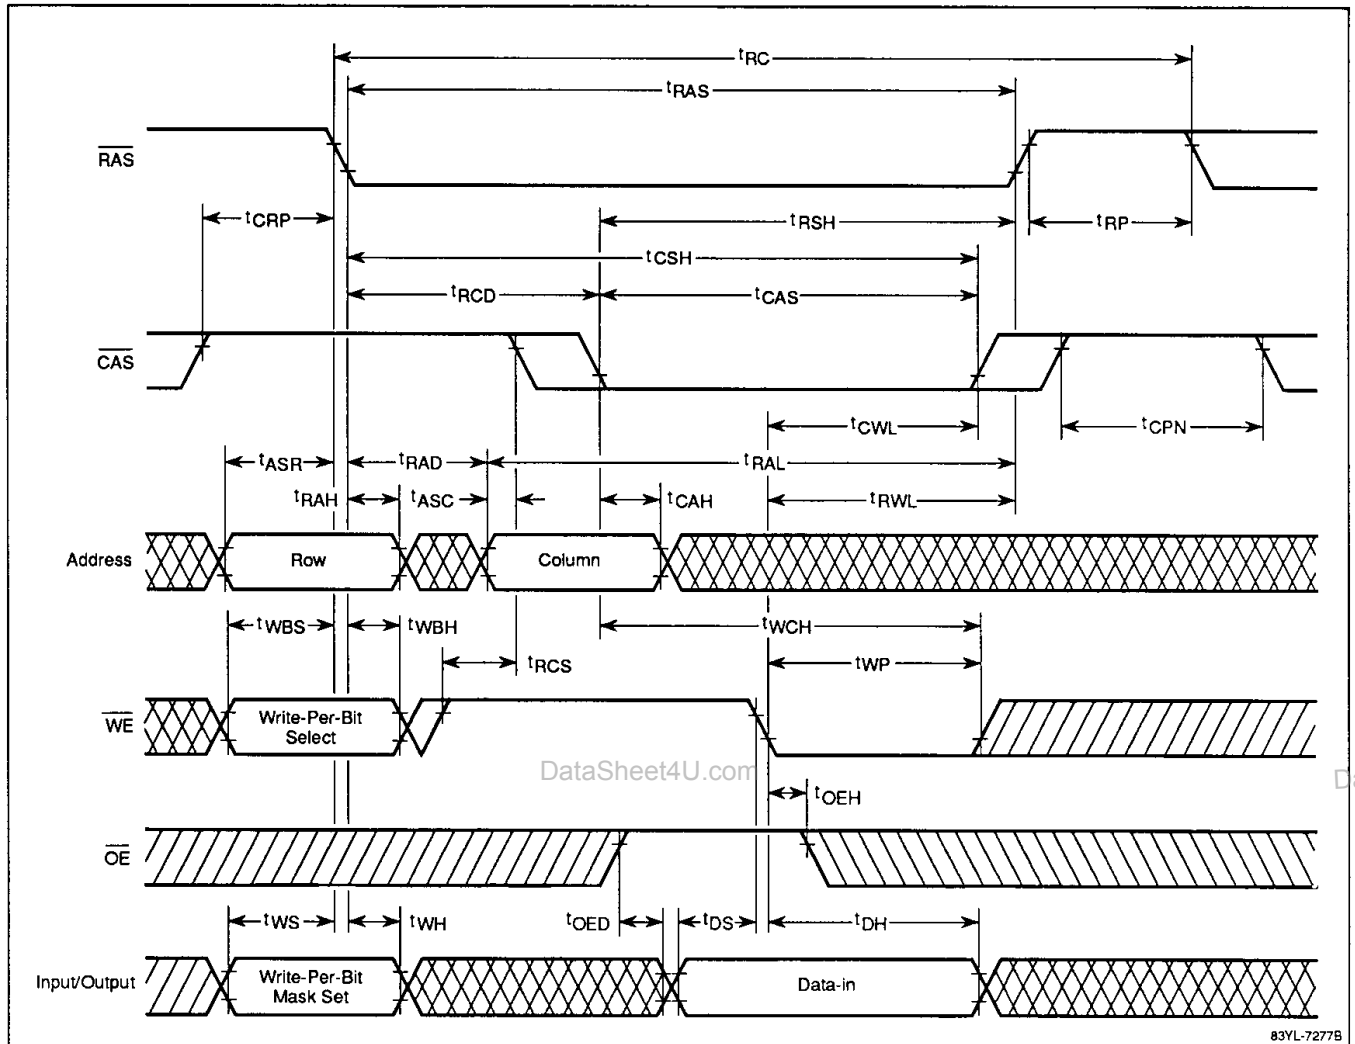 tRC
tRAS
RAS
tCRP
tRSH
tRP
tCSH
tRCD
tCAS
CAS
tCWL
tCPN
tASR
tRAD
tRAL
tRAH
tASC
tCAH
tRWL
Address
Row
Column
tWBS
tWBH
tWCH
tRCS
tWP
WE
Write-Per-Bit
Select
DataSheet4U.com
Da
tOEH
OE
tWS
tWH
tOED
tDS
tDH
Input/Output
Write-Per-Bit
Mask Set
Data-in
83YL-7277B